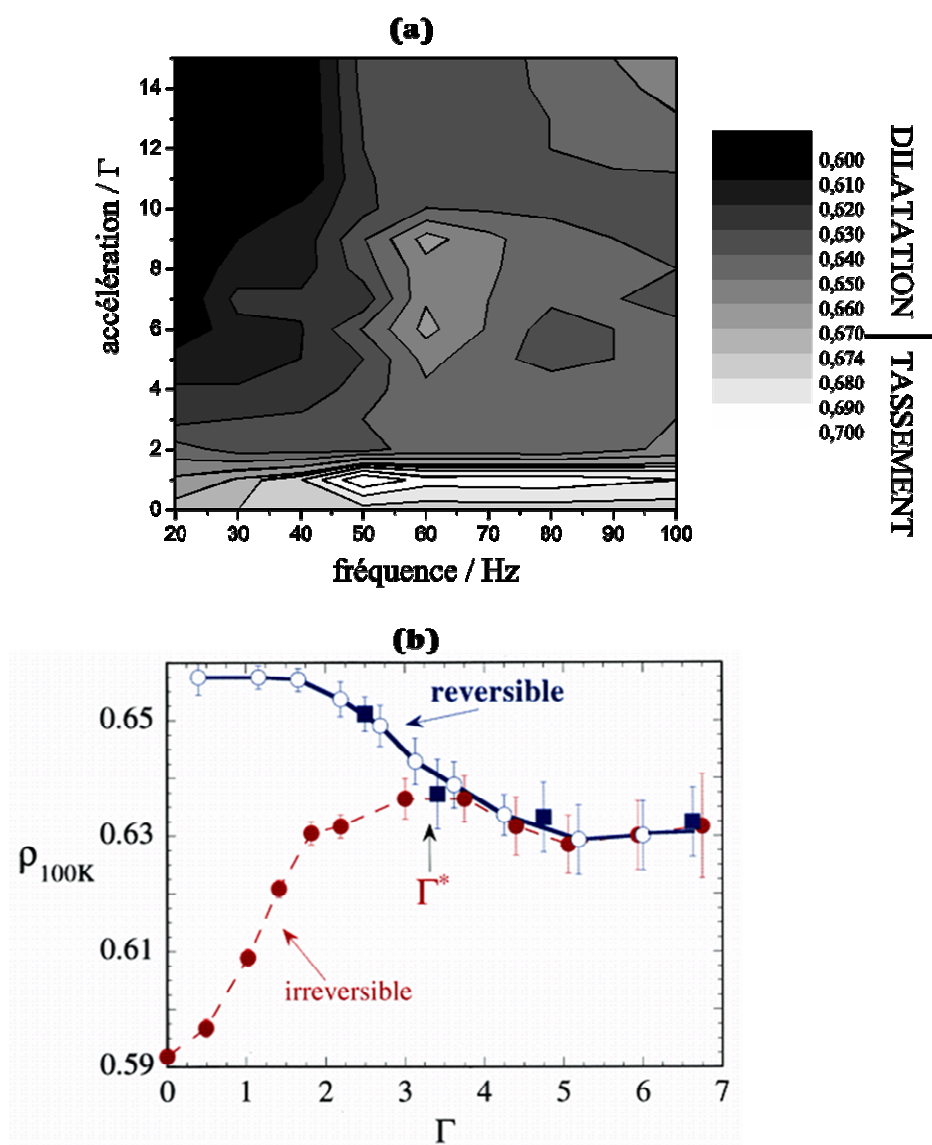 (a)
14
12
10
8
6
4
2
0
accélération / Γ
20 30 40 50 60 70 80 90 100
fréquence / Hz
0,600
0,610
0,620
0,630
0,640
0,650
0,660
0,670
0,674
0,680
0,690
0,700
DILATATION
TASSEMENT
(b)
0.65
0.63
0.61
0.59
ρ100K
reversible
Γ*
irreversible
0 1 2 3 4 5 6 7
Γ